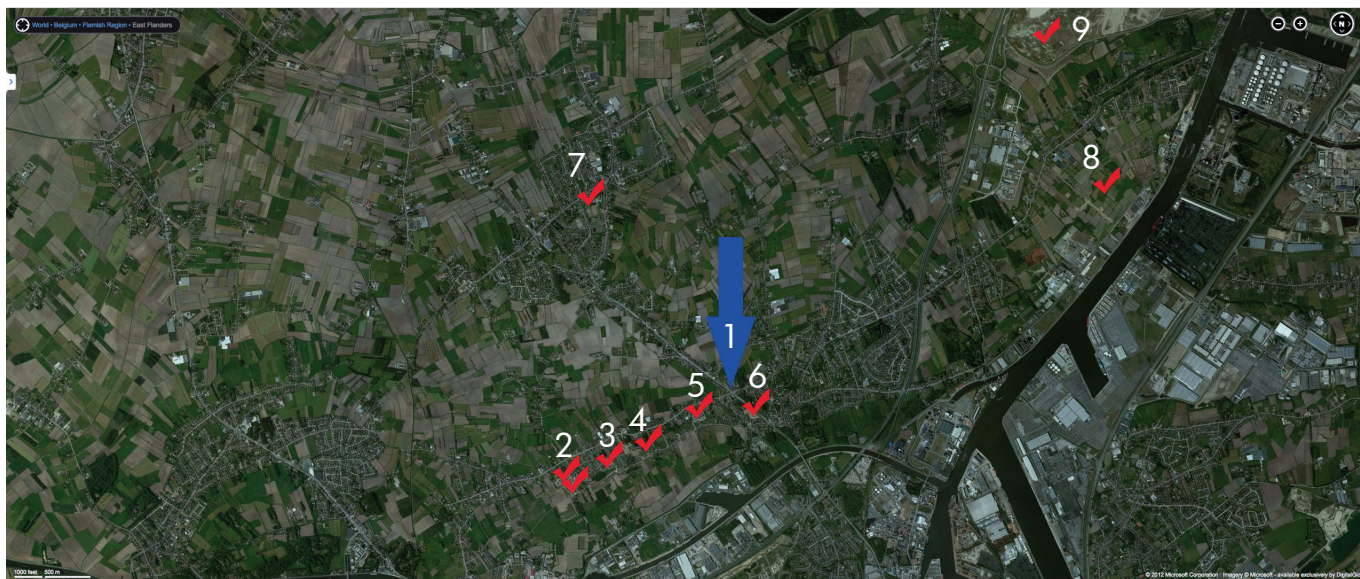 World • Belgium • Flemish Region • East Flanders
N
9
8
7
1
6
5
4
3
2
1000 feet 500 m
© 2012 Microsoft Corporation | Imagery © Microsoft - available exclusively by DigitalGlo